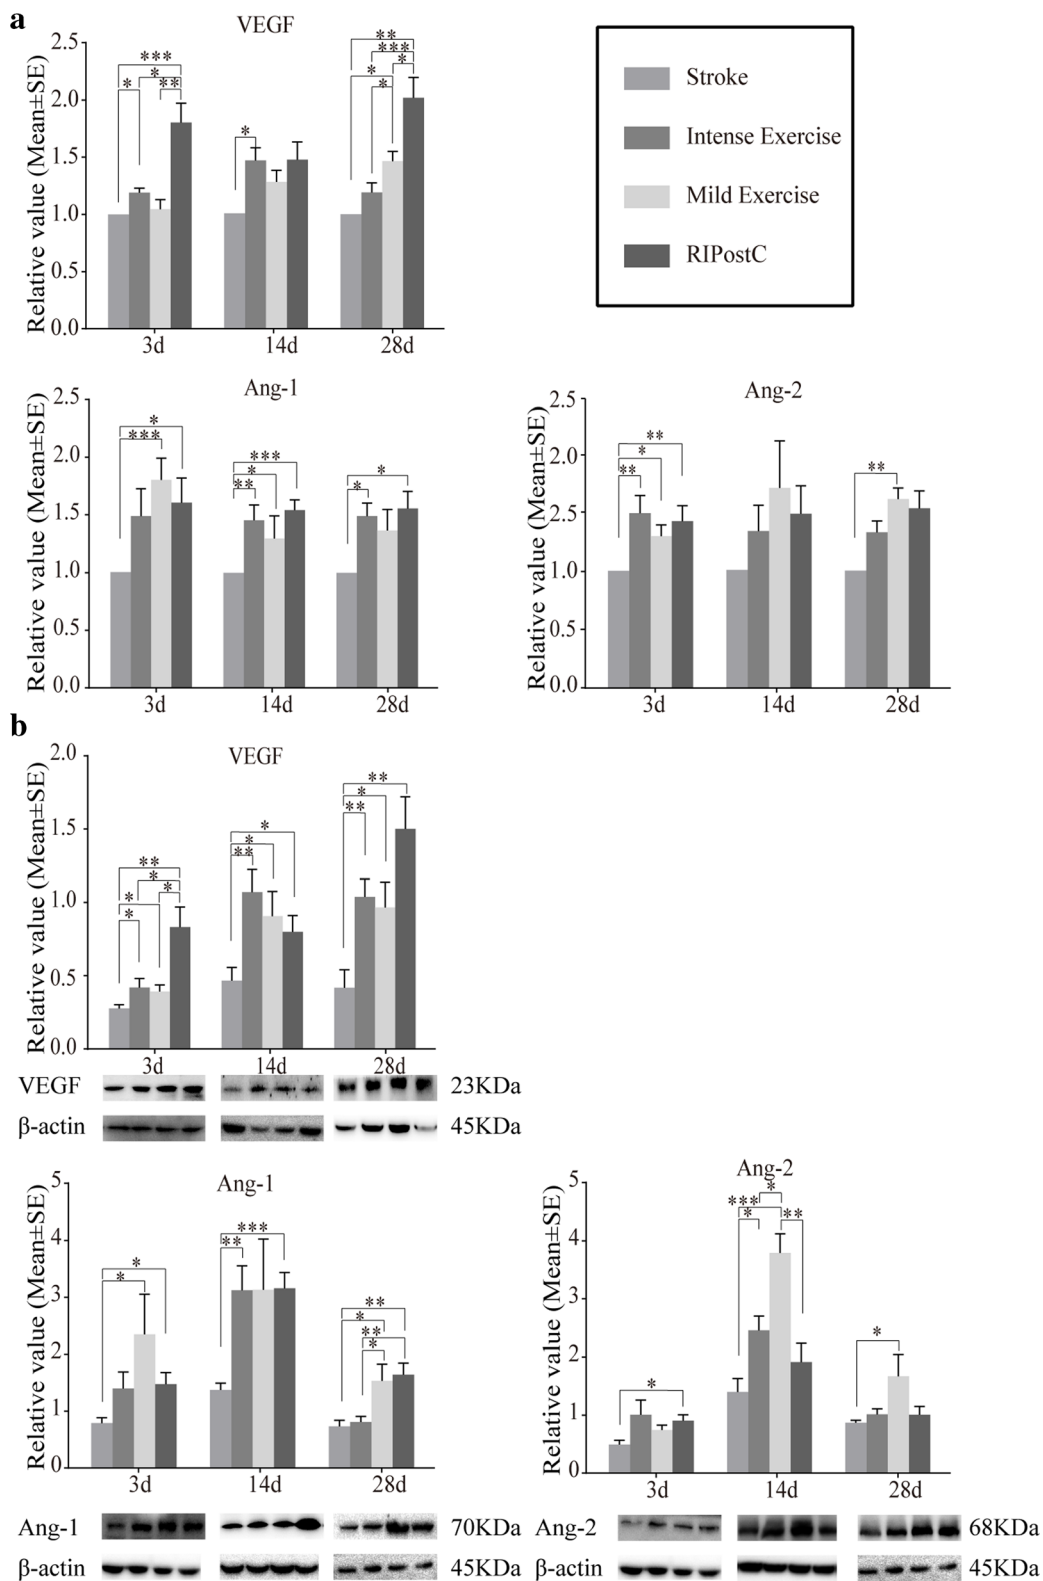 a
VEGF
Relative value (Mean±SE)
2.5
2.0
1.5
1.0
0.5
0.0
*
***
*
**
*
**
***
*
*
*
3d
14d
28d
Stroke
Intense Exercise
Mild Exercise
RIPostC
Ang-1
Relative value (Mean±SE)
2.5
2.0
1.5
1.0
0.5
0.0
*
***
***
*
**
*
*
3d
14d
28d
Ang-2
Relative value (Mean±SE)
2.5
2.0
2.5
1.0
0.5
0.0
**
*
**
**
3d
14d
28d
b
VEGF
Relative value (Mean±SE)
2.0
1.5
1.0
0.5
0.0
**
*
*
*
*
*
*
**
**
*
**
3d
14d
28d
VEGF
23KDa
β-actin
45KDa
Ang-1
Relative value (Mean±SE)
5
4
3
2
1
0
*
*
***
**
**
*
**
*
3d
14d
28d
Ang-1
70KDa
β-actin
45KDa
Ang-2
Relative value (Mean±SE)
5
4
3
2
1
0
*
*
***
*
**
*
3d
14d
28d
Ang-2
68KDa
β-actin
45KDa